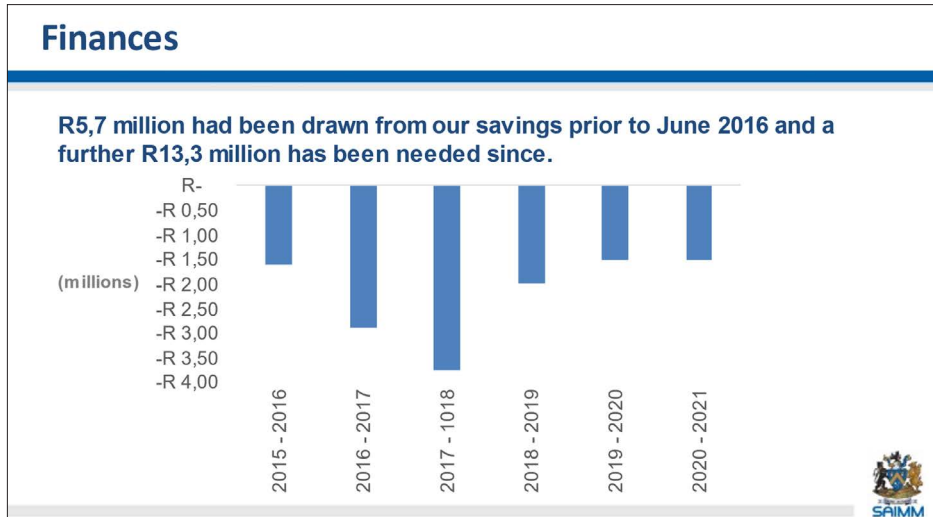 Finances
R5,7 million had been drawn from our savings prior to June 2016 and a
further R13,3 million has been needed since.
R-
-R 0,50
-R 1,00
-R 1,50
(millions)
-R 2,00
-R 2,50
-R 3,00
-R 3,50
-R 4,00
2015 - 2016
2016 - 2017
2017 - 1018
2018 - 2019
2019 - 2020
2020 - 2021
SAIMM